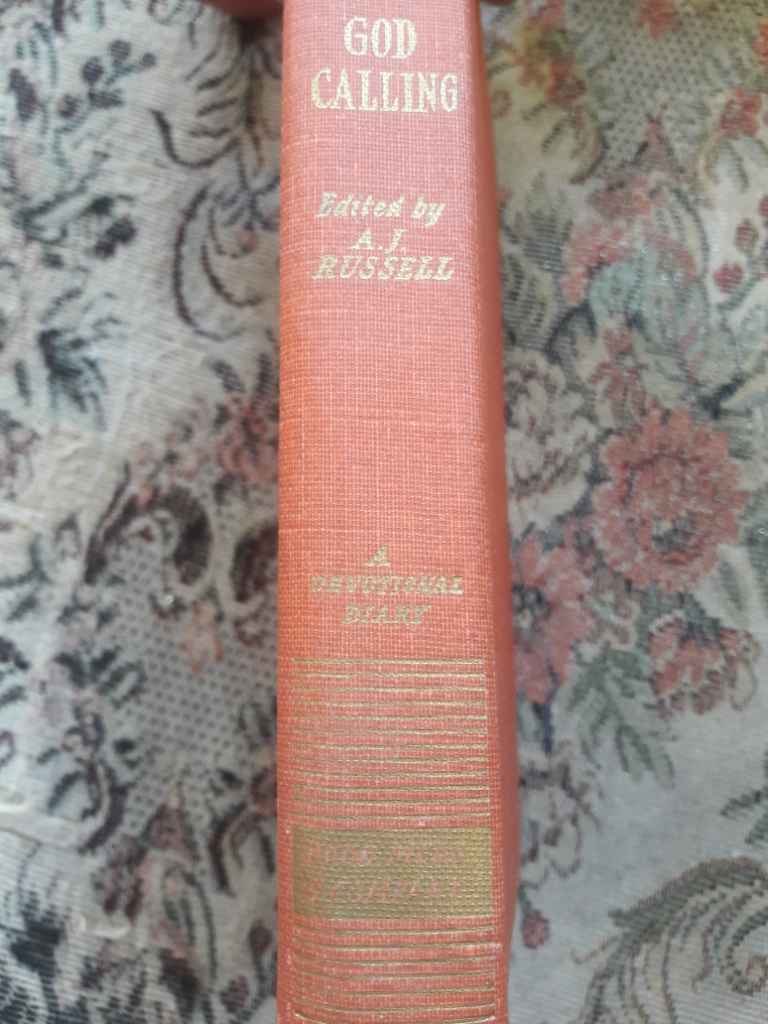 GOD
CALLING
Edited by
A. J.
RUSSELL
A
DEVOTIONAL
DIARY